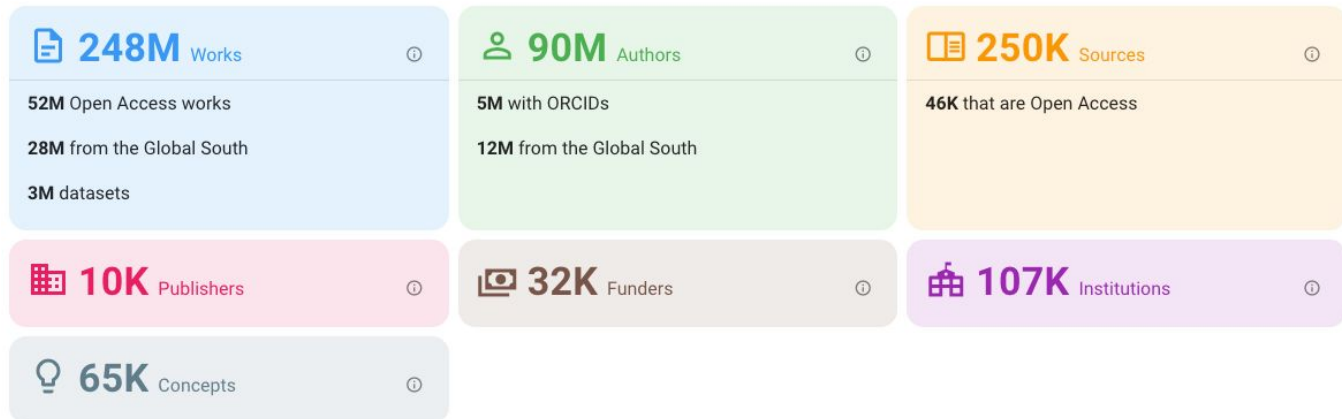 248M Works
52M Open Access works
28M from the Global South
3M datasets
90M Authors
5M with ORCIDs
12M from the Global South
250K Sources
46K that are Open Access
10K Publishers
32K Funders
107K Institutions
65K Concepts